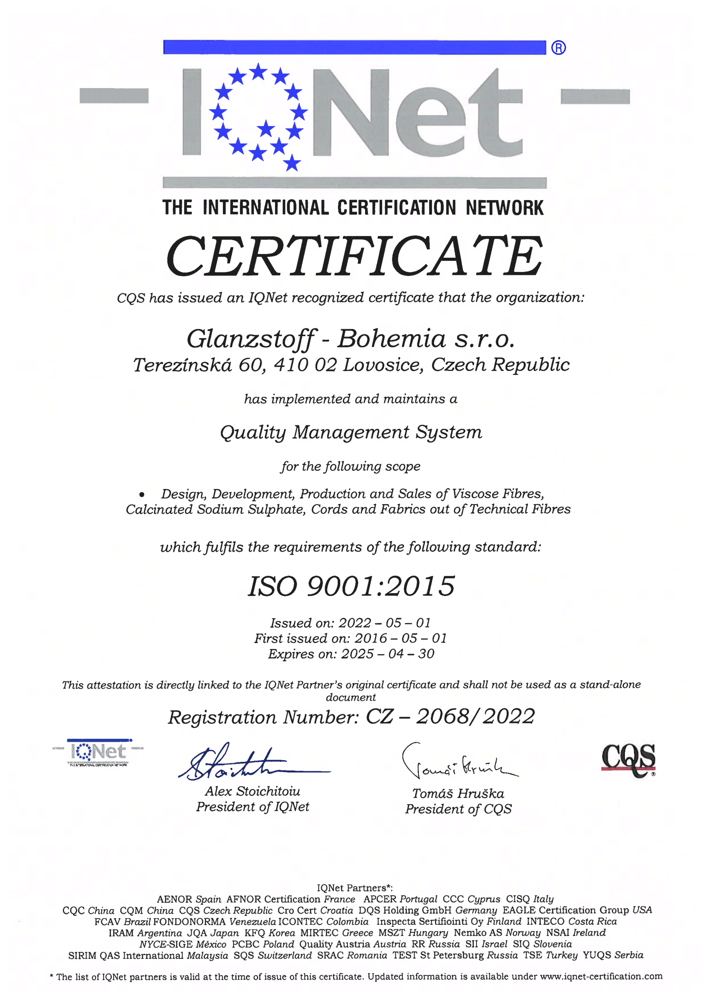 IQNet ®
THE INTERNATIONAL CERTIFICATION NETWORK
CERTIFICATE
CQS has issued an IQNet recognized certificate that the organization:
Glanzstoff - Bohemia s.r.o.
Terezínská 60, 410 02 Lovosice, Czech Republic
has implemented and maintains a
Quality Management System
for the following scope
• Design, Development, Production and Sales of Viscose Fibres,
Calcinated Sodium Sulphate, Cords and Fabrics out of Technical Fibres
which fulfils the requirements of the following standard:
ISO 9001:2015
Issued on: 2022 – 05 – 01
First issued on: 2016 – 05 – 01
Expires on: 2025 – 04 – 30
This attestation is directly linked to the IQNet Partner's original certificate and shall not be used as a stand-alone
document
Registration Number: CZ – 2068/2022
IQNet
THE INTERNATIONAL CERTIFICATION NETWORK
CQS ®
Alex Stoichitoiu
President of IQNet
Tomáš Hruška
President of CQS
IQNet Partners*:
AENOR Spain AFNOR Certification France APCER Portugal CCC Cyprus CISQ Italy
CQC China CQM China CQS Czech Republic Cro Cert Croatia DQS Holding GmbH Germany EAGLE Certification Group USA
FCAV Brazil FONDONORMA Venezuela ICONTEC Colombia Inspecta Sertifiointi Oy Finland INTECO Costa Rica
IRAM Argentina JQA Japan KFQ Korea MIRTEC Greece MSZT Hungary Nemko AS Norway NSAI Ireland
NYCE-SIGE México PCBC Poland Quality Austria Austria RR Russia SII Israel SIQ Slovenia
SIRIM QAS International Malaysia SQS Switzerland SRAC Romania TEST St Petersburg Russia TSE Turkey YUQS Serbia
* The list of IQNet partners is valid at the time of issue of this certificate. Updated information is available under www.iqnet-certification.com